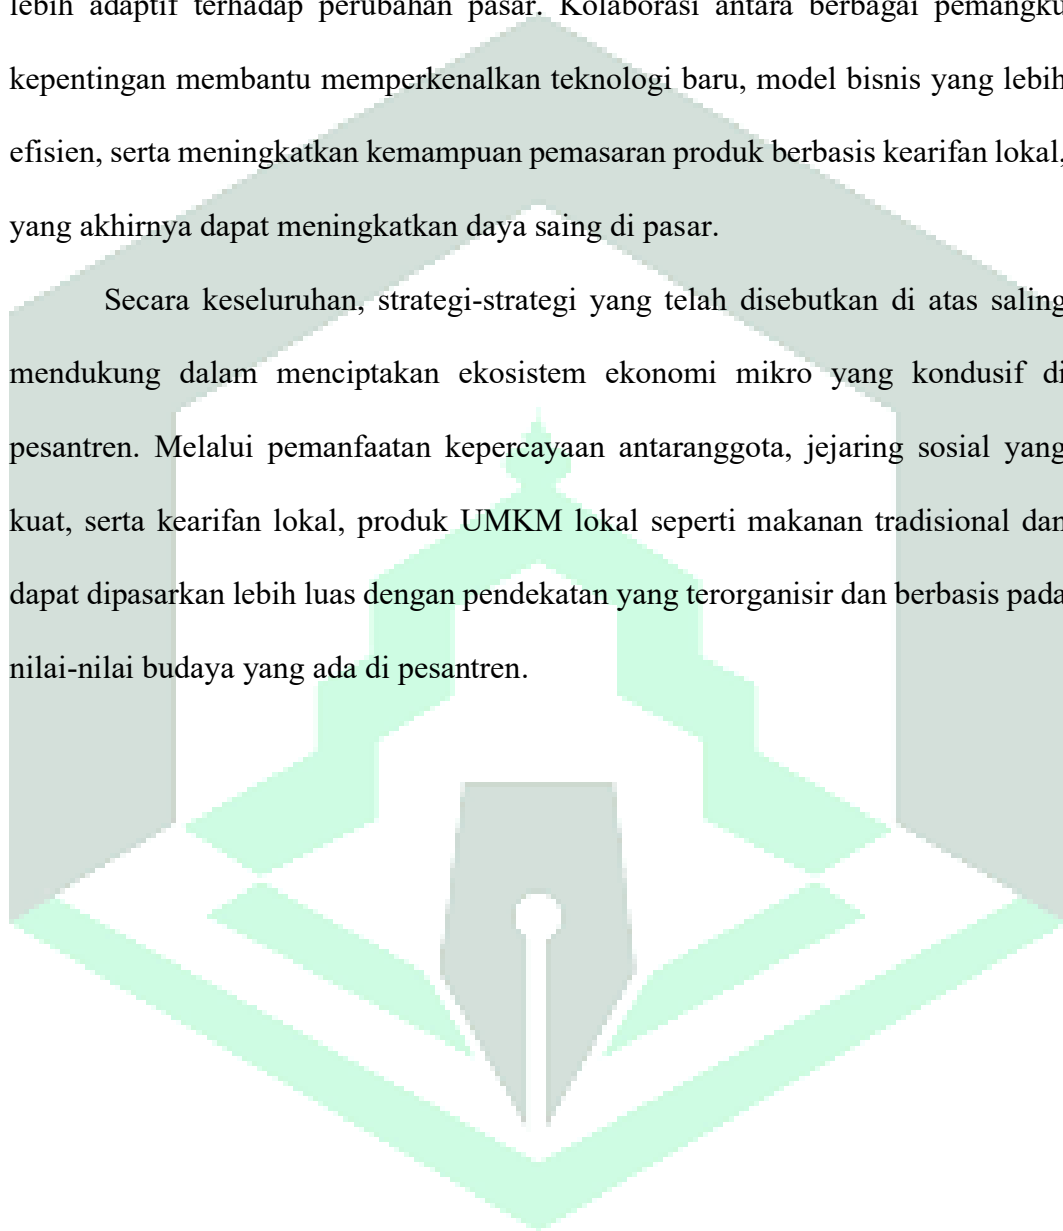 lebih adaptif terhadap perubahan pasar. Kolaborasi antara berbagai pemangku
kepentingan membantu memperkenalkan teknologi baru, model bisnis yang lebih
efisien, serta meningkatkan kemampuan pemasaran produk berbasis kearifan lokal,
yang akhirnya dapat meningkatkan daya saing di pasar.
Secara keseluruhan, strategi-strategi yang telah disebutkan di atas saling
mendukung dalam menciptakan ekosistem ekonomi mikro yang kondusif di
pesantren. Melalui pemanfaatan kepercayaan antaranggota, jejaring sosial yang
kuat, serta kearifan lokal, produk UMKM lokal seperti makanan tradisional dan
dapat dipasarkan lebih luas dengan pendekatan yang terorganisir dan berbasis pada
nilai-nilai budaya yang ada di pesantren.